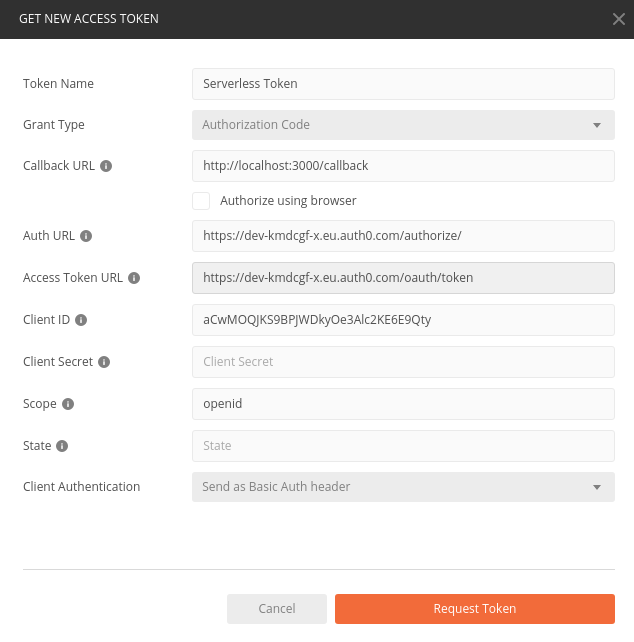 GET NEW ACCESS TOKEN
Token Name Serverless Token
Grant Type Authorization Code
Callback URL http://localhost:3000/callback
Authorize using browser
Auth URL https://dev-kmdcgf-x.eu.auth0.com/authorize/
Access Token URL https://dev-kmdcgf-x.eu.auth0.com/oauth/token
Client ID aCwMOQJKS9BPJWDkyOe3Alc2KE6E9Qty
Client Secret Client Secret
Scope openid
State State
Client Authentication Send as Basic Auth header
Cancel Request Token